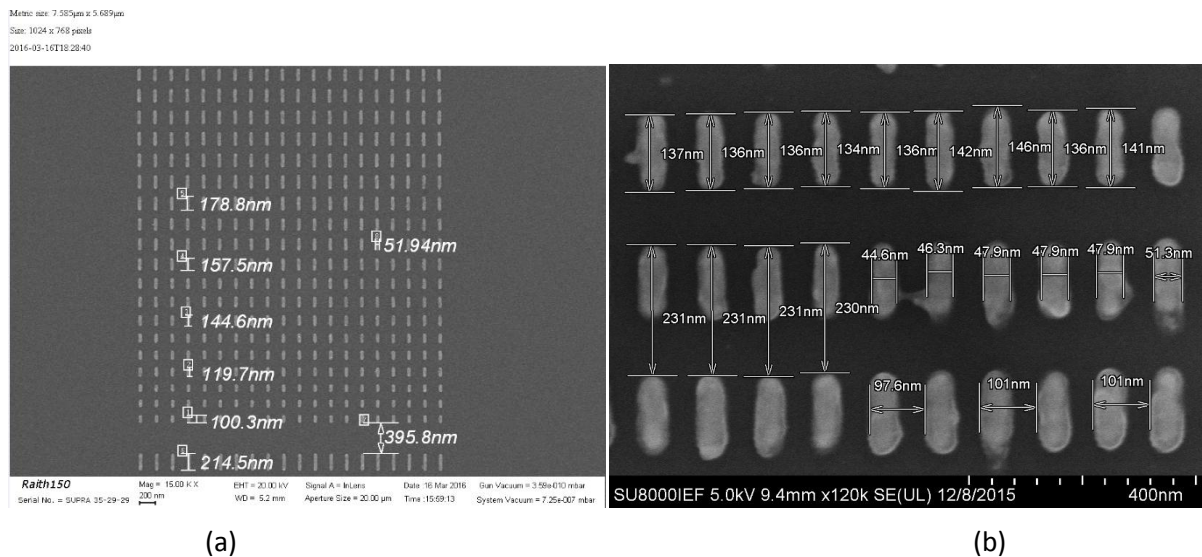 Metric size: 7.585µm x 5.689µm
Size: 1024 x 768 pixels
2016-03-16T18:28:40
178.8nm
51.94nm
157.5nm
144.6nm
119.7nm
100.3nm
395.8nm
214.5nm
Raith150
Mag = 15.00 K X
EHT = 20.00 kV
Signal A = InLens
Date :16 Mar 2016
Gun Vacuum = 3.59e-010 mbar
Serial No. = SUPRA 35-29-29
200 nm
WD = 5.2 mm
Aperture Size = 20.00 µm
Time :15:59:13
System Vacuum = 7.25e-007 mbar
137nm 136nm 136nm 134nm 136nm 142nm 146nm 136nm 141nm
44.6nm 46.3nm 47.9nm 47.9nm 47.9nm 51.3nm
231nm 231nm 231nm 230nm
97.6nm 101nm 101nm
SU8000IEF 5.0kV 9.4mm x120k SE(UL) 12/8/2015 400nm
(a) (b)